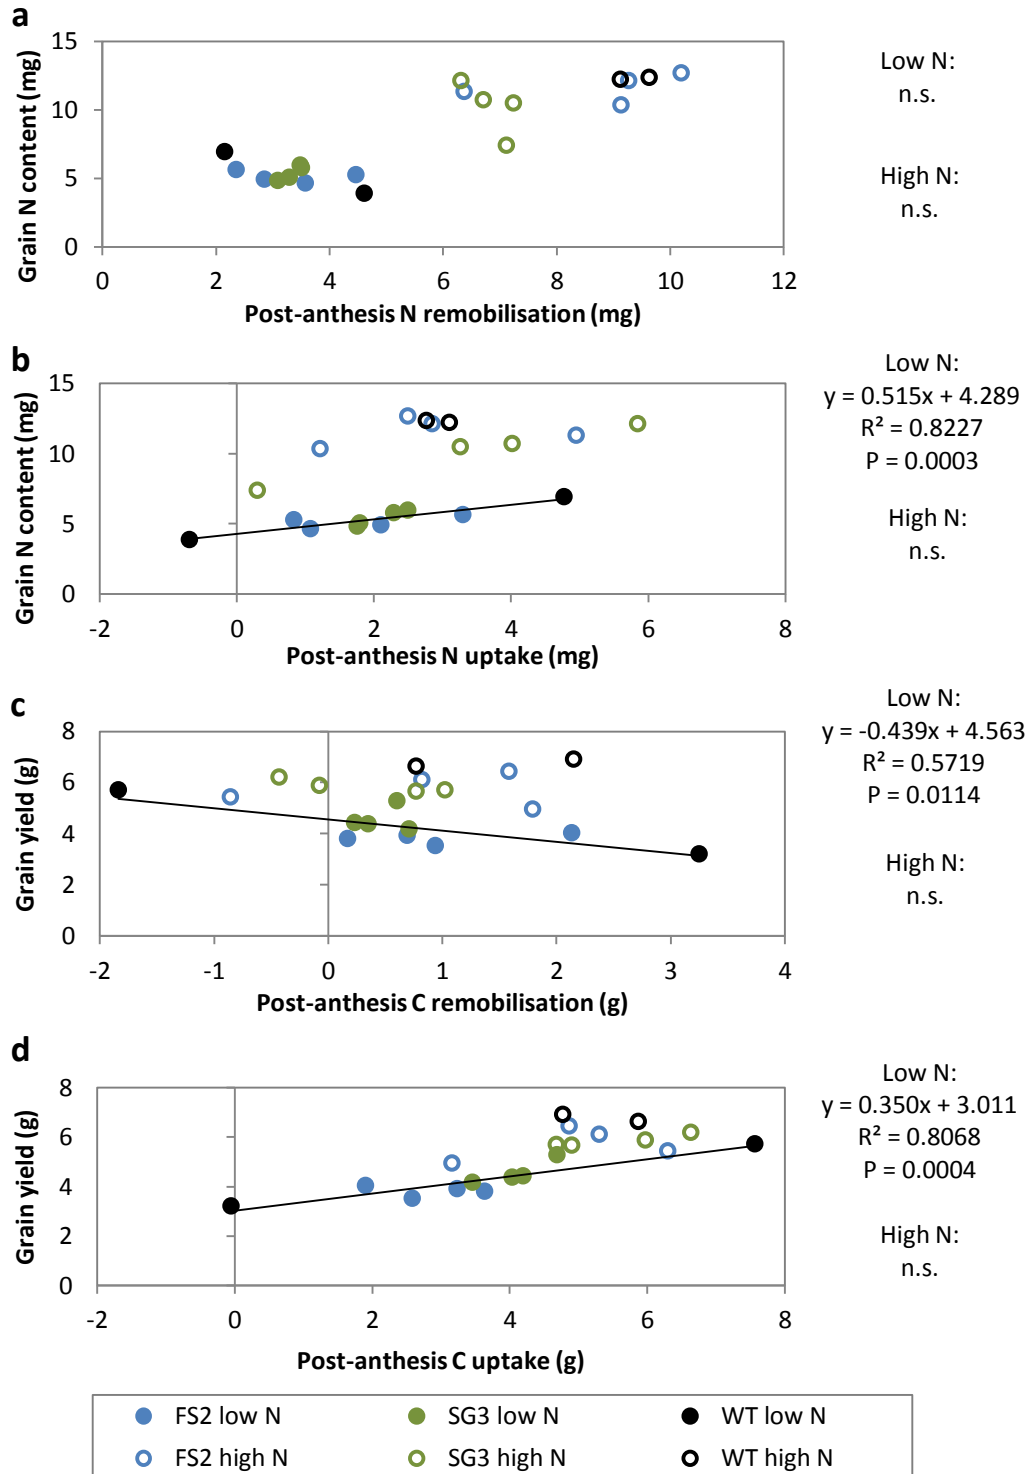 a
Grain N content (mg)
15
10
5
0
0 2 4 6 8 10 12
Post-anthesis N remobilisation (mg)
Low N:
n.s.
High N:
n.s.
b
Grain N content (mg)
15
10
5
0
-2 0 2 4 6 8
Post-anthesis N uptake (mg)
Low N:
y = 0.515x + 4.289
R² = 0.8227
P = 0.0003
High N:
n.s.
c
Grain yield (g)
8
6
4
2
0
-2 -1 0 1 2 3 4
Post-anthesis C remobilisation (g)
Low N:
y = -0.439x + 4.563
R² = 0.5719
P = 0.0114
High N:
n.s.
d
Grain yield (g)
8
6
4
2
0
-2 0 2 4 6 8
Post-anthesis C uptake (g)
Low N:
y = 0.350x + 3.011
R² = 0.8068
P = 0.0004
High N:
n.s.
FS2 low N SG3 low N WT low N
FS2 high N SG3 high N WT high N